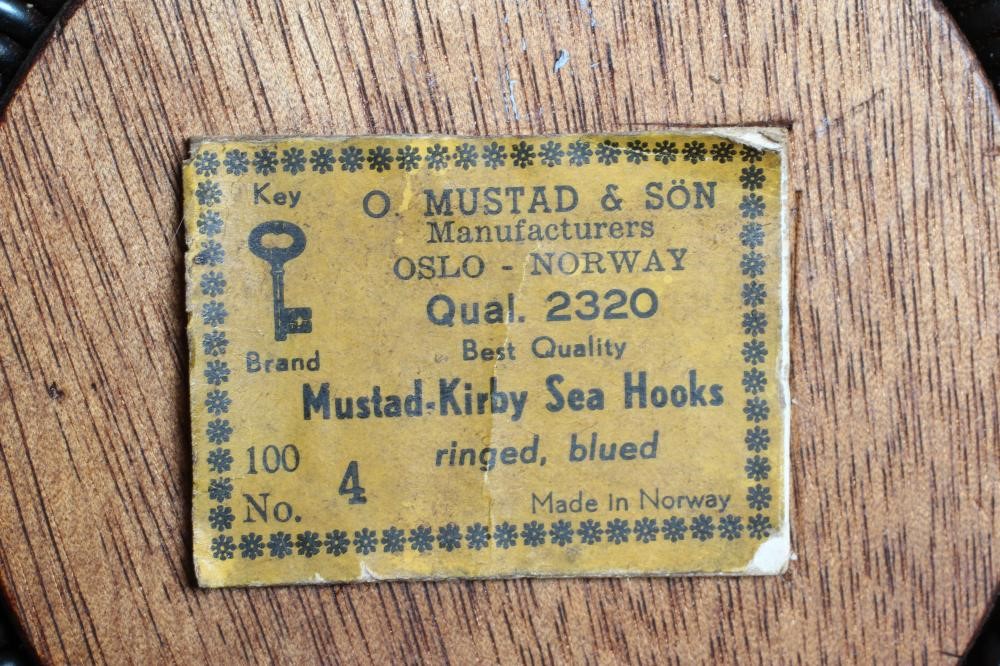 Key
Brand
O. MUSTAD & SÖN
Manufacturers
OSLO - NORWAY
Qual. 2320
Best Quality
Mustad-Kirby Sea Hooks
ringed, blued
100
No. 4
Made in Norway